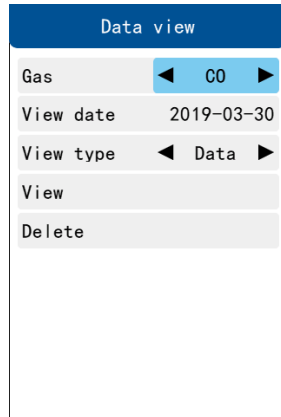 Data view
Gas ◀ CO ▶
View date 2019-03-30
View type ◀ Data ▶
View
Delete